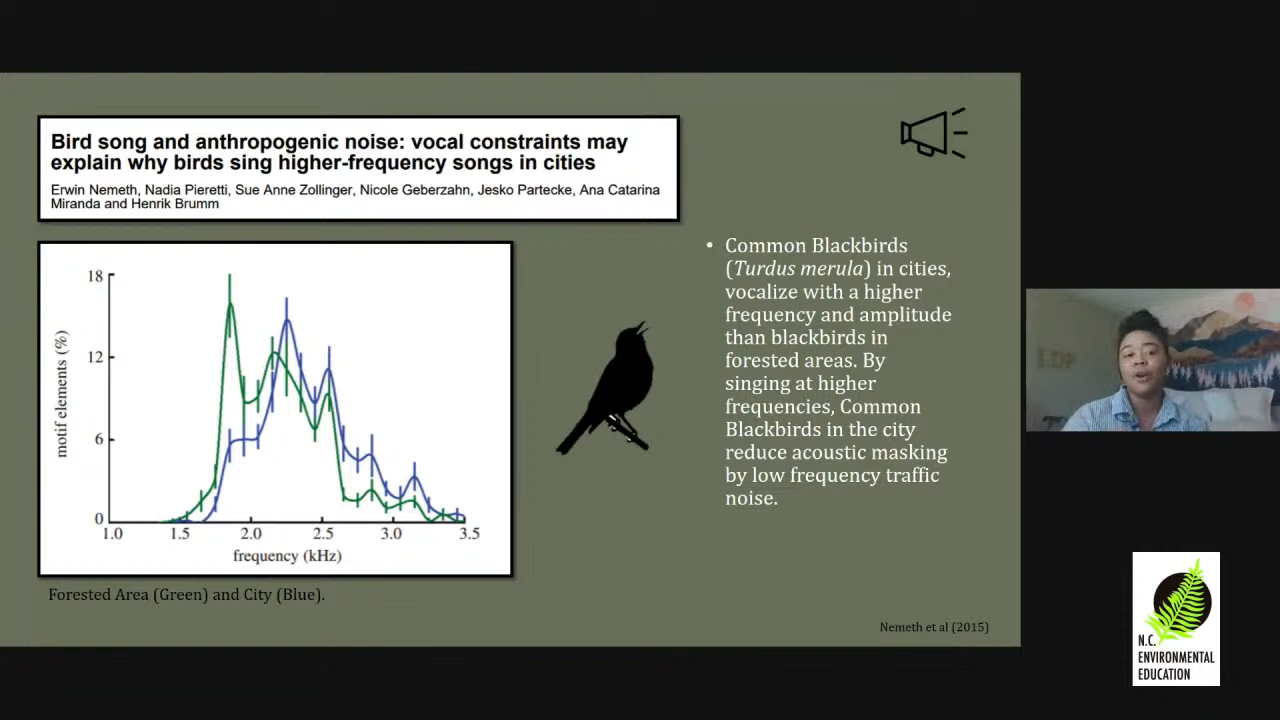 Bird song and anthropogenic noise: vocal constraints may
explain why birds sing higher-frequency songs in cities
Erwin Nemeth, Nadia Pieretti, Sue Anne Zollinger, Nicole Geberzahn, Jesko Partecke, Ana Catarina
Miranda and Henrik Brumm
18
12
6
0
motif elements (%)
1.0 1.5 2.0 2.5 3.0 3.5
frequency (kHz)
Forested Area (Green) and City (Blue).
• Common Blackbirds
(Turdus merula) in cities,
vocalize with a higher
frequency and amplitude
than blackbirds in
forested areas. By
singing at higher
frequencies, Common
Blackbirds in the city
reduce acoustic masking
by low frequency traffic
noise.
Nemeth et al (2015)
LDP
N.C.
ENVIRONMENTAL
EDUCATION